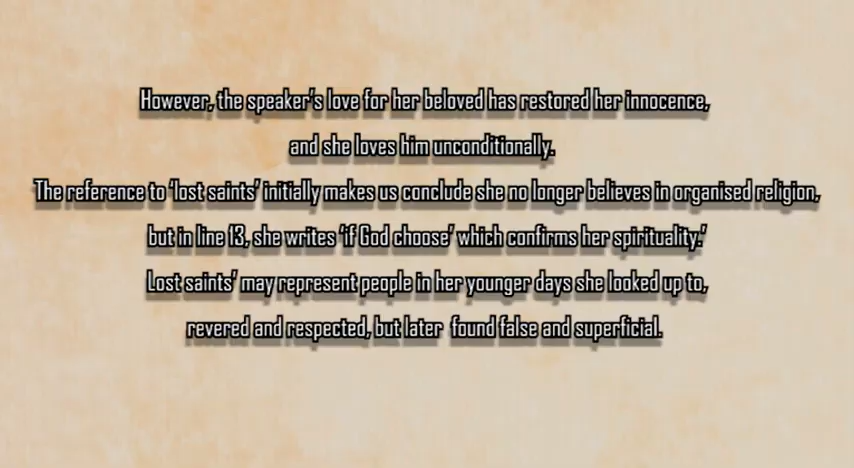 However, the speaker's love for her beloved has restored her innocence,
and she loves him unconditionally.
The reference to 'lost saints' initially makes us conclude she no longer believes in organised religion,
but in line 13, she writes 'if God choose' which confirms her spirituality.'
Lost saints' may represent people in her younger days she looked up to,
revered and respected, but later found false and superficial.